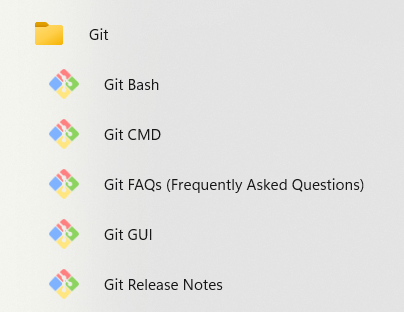 Git
Git Bash
Git CMD
Git FAQs (Frequently Asked Questions)
Git GUI
Git Release Notes